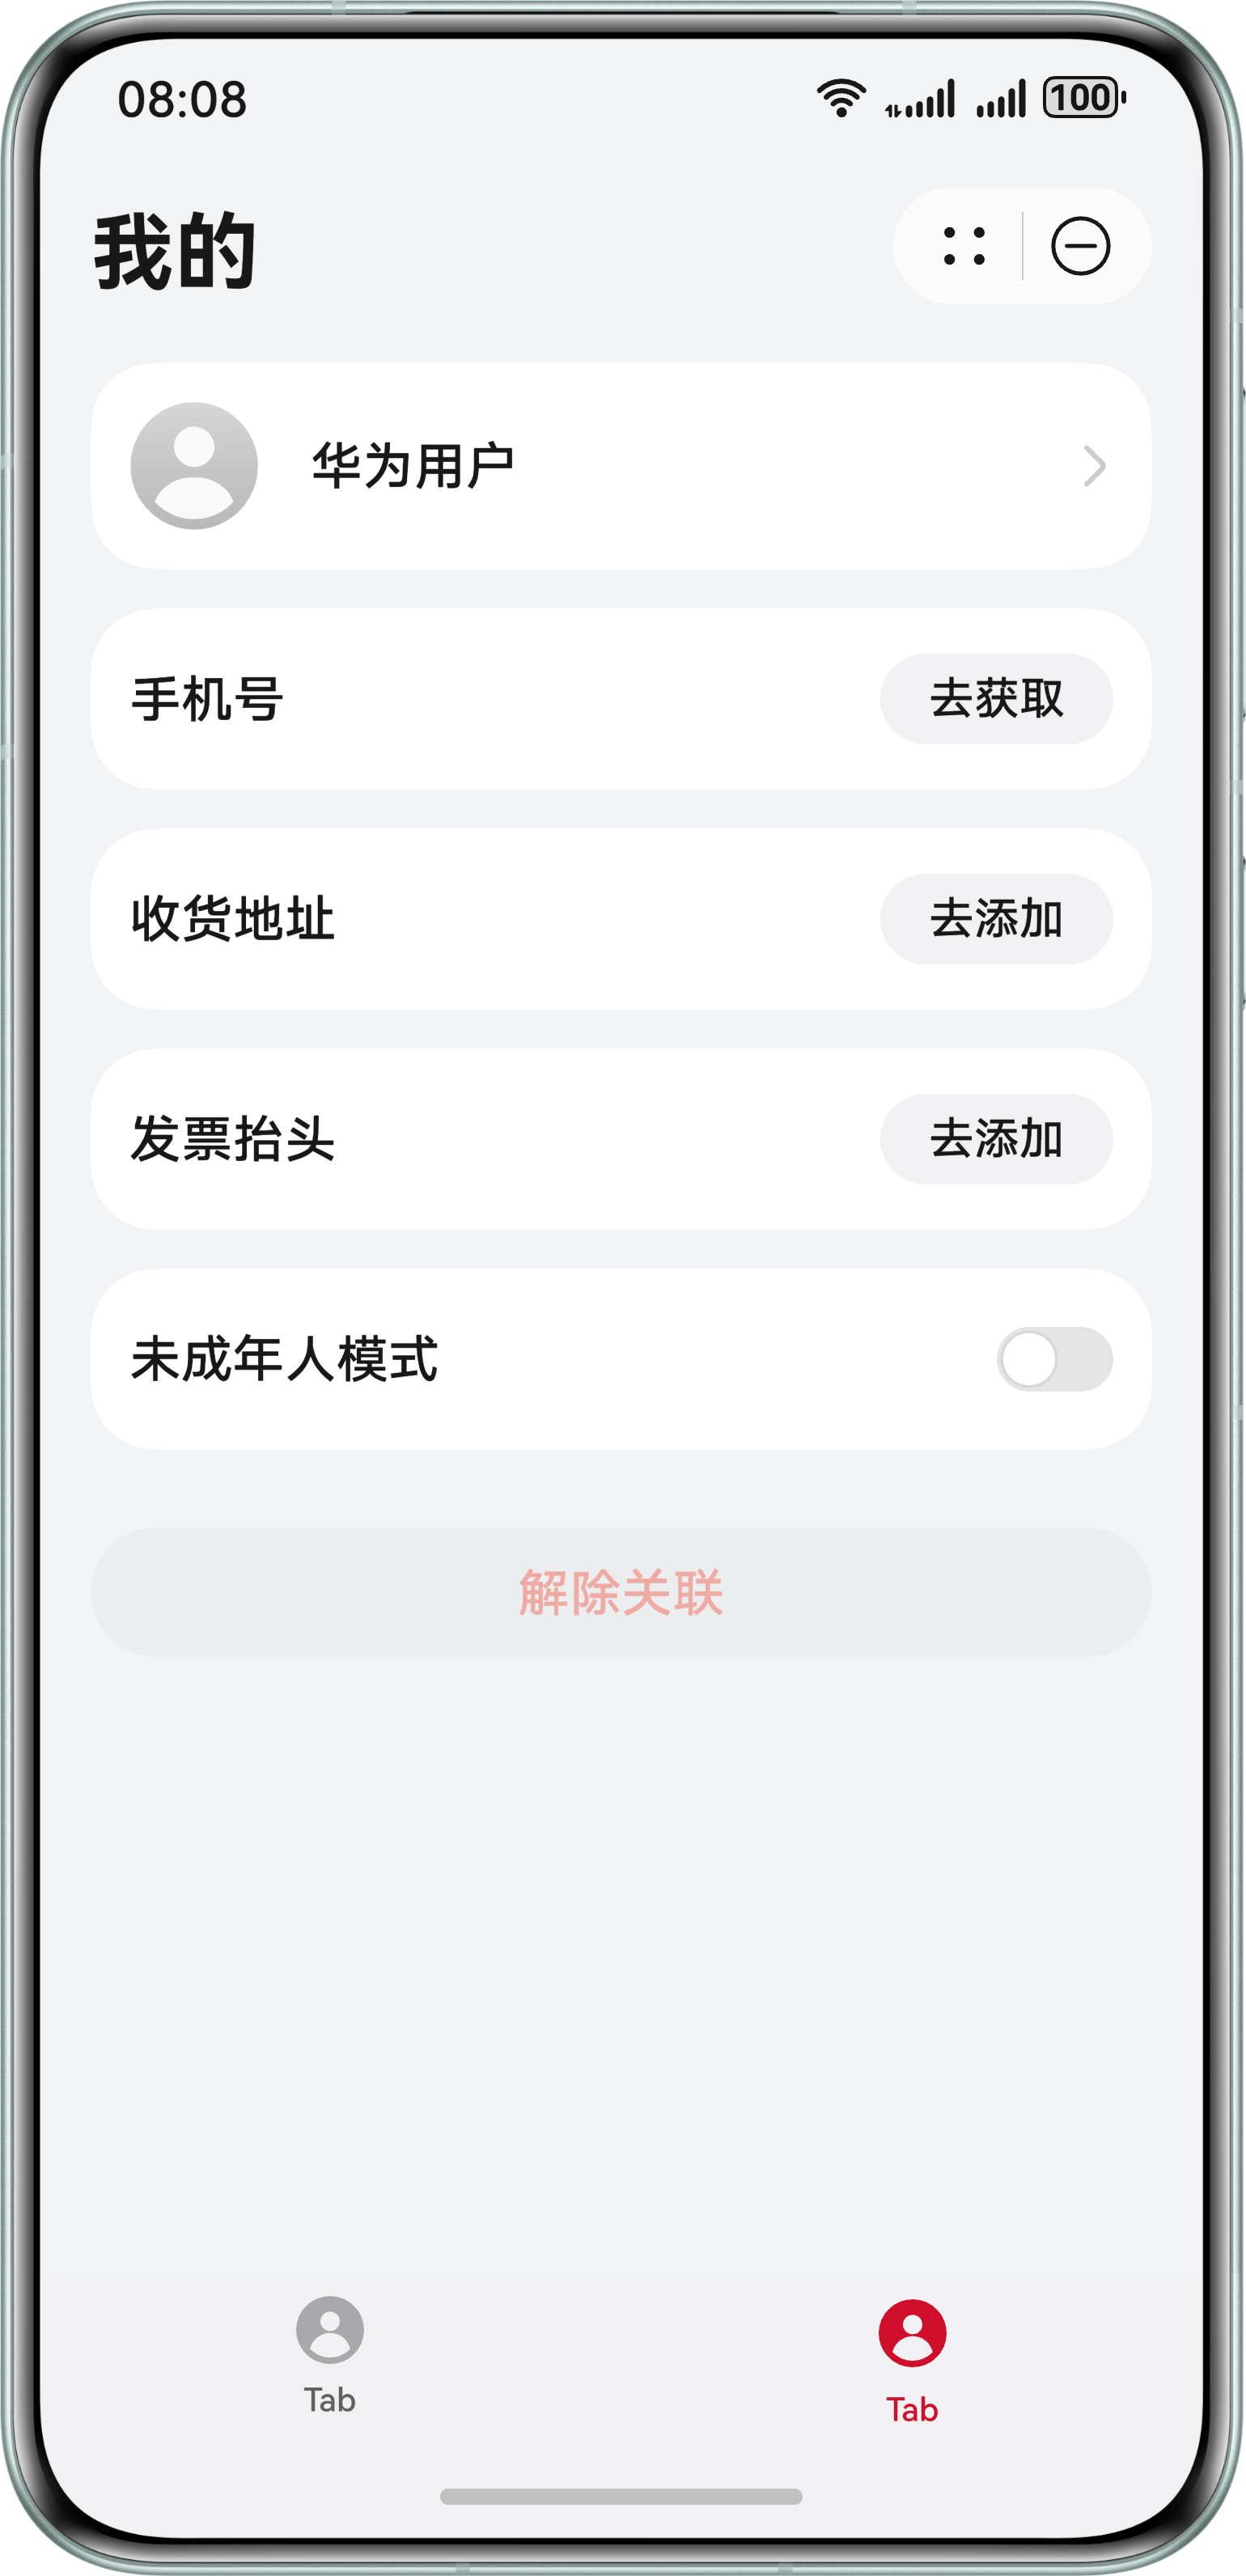 08:08
100
我的
华为用户
手机号
去获取
收货地址
去添加
发票抬头
去添加
未成年人模式
解除关联
Tab
Tab